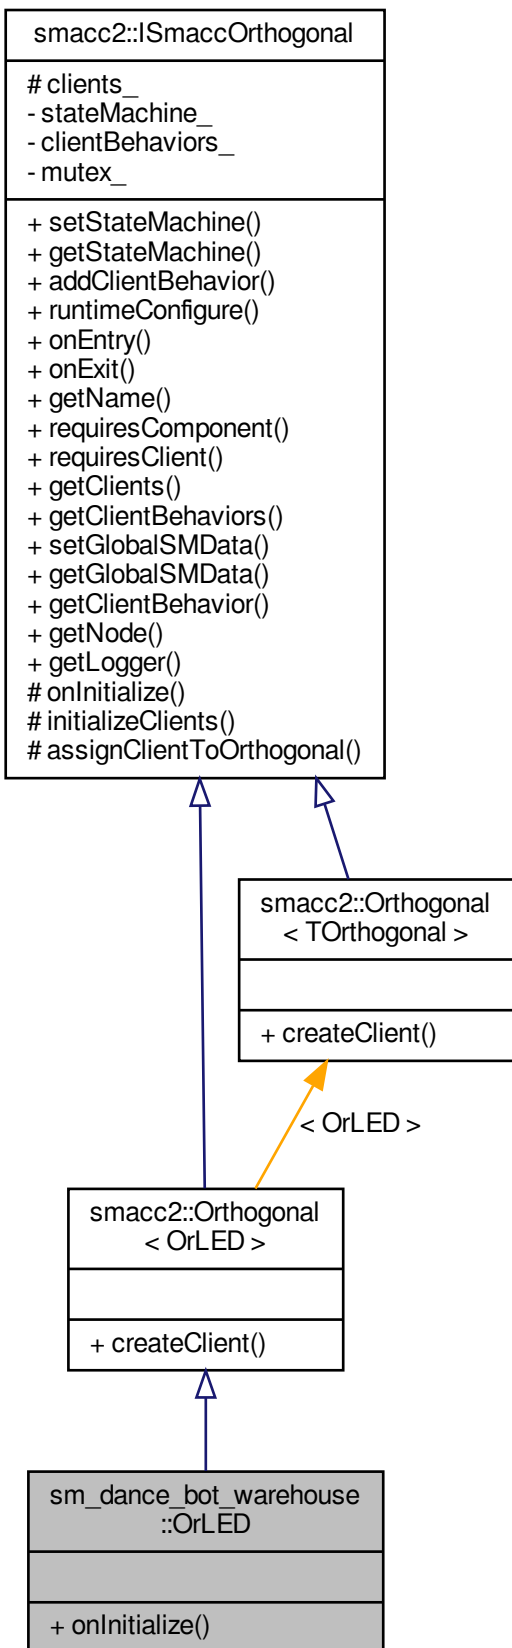 smacc2::ISmaccOrthogonal
# clients_
- stateMachine_
- clientBehaviors_
- mutex_
+ setStateMachine()
+ getStateMachine()
+ addClientBehavior()
+ runtimeConfigure()
+ onEntry()
+ onExit()
+ getName()
+ requiresComponent()
+ requiresClient()
+ getClients()
+ getClientBehaviors()
+ setGlobalSMData()
+ getGlobalSMData()
+ getClientBehavior()
+ getNode()
+ getLogger()
# onInitialize()
# initializeClients()
# assignClientToOrthogonal()
smacc2::Orthogonal
< TOrthogonal >
+ createClient()
< OrLED >
smacc2::Orthogonal
< OrLED >
+ createClient()
sm_dance_bot_warehouse
::OrLED
+ onInitialize()